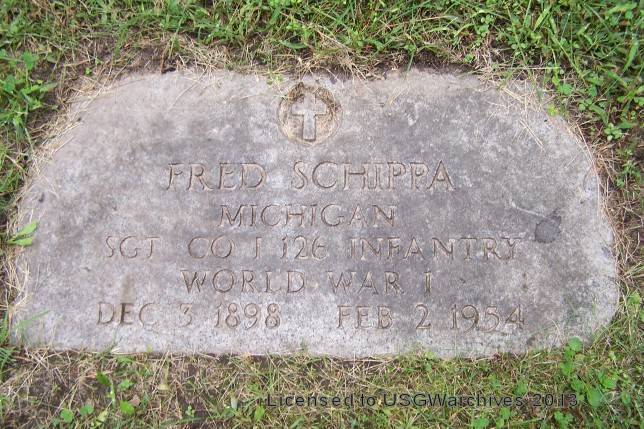 FRED SCHIPPA
MICHIGAN
SGT CO I 126 INFANTRY
WORLD WAR I
DEC 3 1898 FEB 2 1954
Licensed to USGWarchives 2013